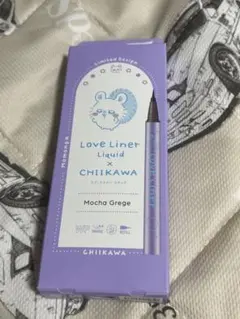 Limited Design
Momonga
Love Liner
Liquid
×
CHIIKAWA
Mocha Grege
CHIIKAWA